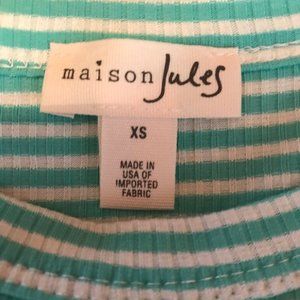 maison Jules
XS
MADE IN
USA OF
IMPORTED
FABRIC